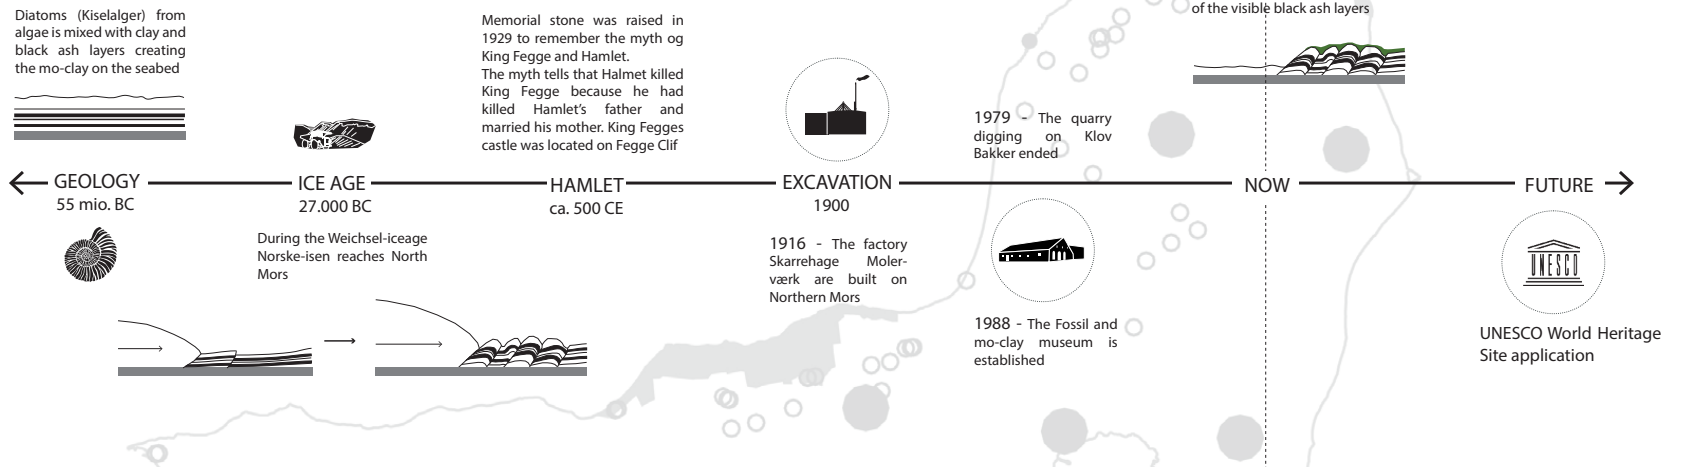 Diatoms (Kiselalger) from
algae is mixed with clay and
black ash layers creating
the mo-clay on the seabed
Memorial stone was raised in
1929 to remember the myth og
King Fegge and Hamlet.
The myth tells that Halmet killed
King Fegge because he had
killed Hamlet's father and
married his mother. King Fegges
castle was located on Fegge Clif
of the visible black ash layers
1979 - The quarry
digging on Klov
Bakker ended
GEOLOGY
55 mio. BC
ICE AGE
27.000 BC
HAMLET
ca. 500 CE
EXCAVATION
1900
NOW
FUTURE
During the Weichsel-iceage
Norske-isen reaches North
Mors
1916 - The factory
Skarrehage Moler-
værk are built on
Northern Mors
1988 - The Fossil and
mo-clay museum is
established
UNESCO
UNESCO World Heritage
Site application